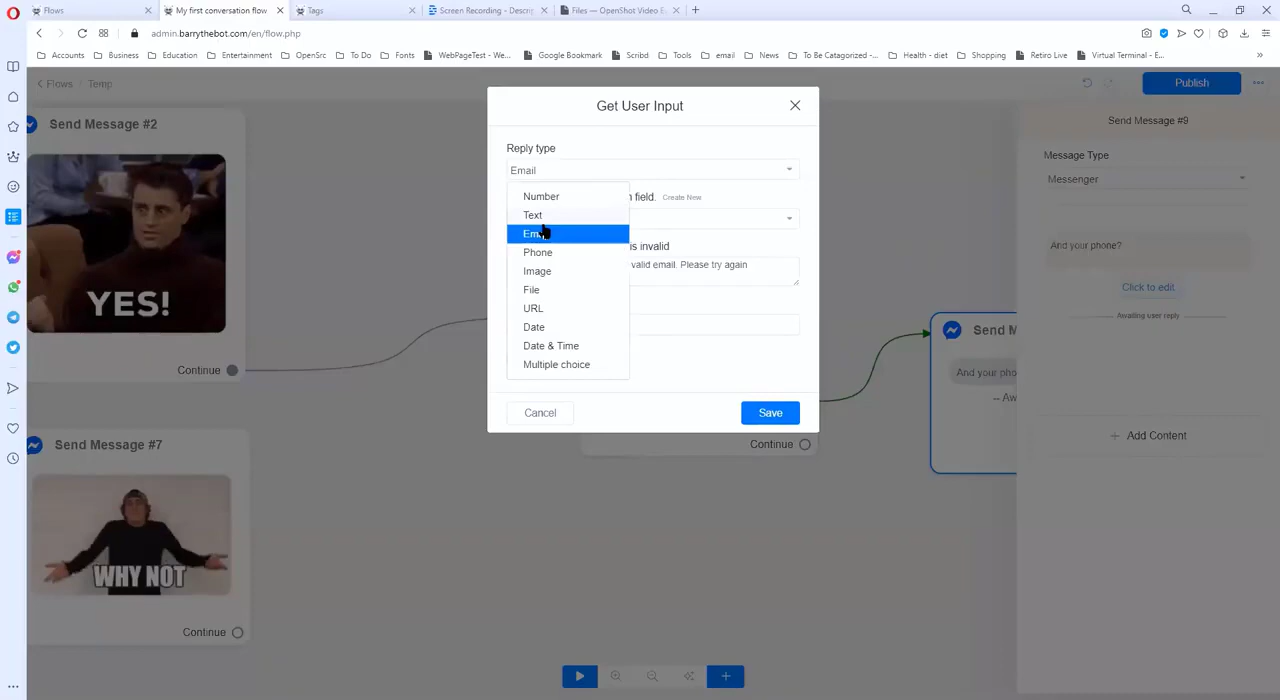 Flows
My first conversation flow
Tags
Screen Recording - Descri
Files — OpenShot Video E
admin.barrythebot.com/en/flow.php
Accounts
Business
Education
Entertainment
OpenSrc
To Do
Fonts
WebPageTest - We...
Google Bookmark
Scribd
Tools
email
News
To Be Catagorized -...
Health - diet
Shopping
Retiro Live
Virtual Terminal - E...
Flows / Temp
Publish
Send Message #2
YES!
Continue
Send Message #7
WHY NOT
Continue
Get User Input
Reply type
Email
Number
Text
Phone
Image
File
URL
Date
Date & Time
Multiple choice
field. Create New
is invalid
valid email. Please try again
Cancel
Save
Continue
Send M
And your pho
-- Aw
Send Message #9
Message Type
Messenger
And your phone?
Click to edit
Awaiting user reply
Add Content